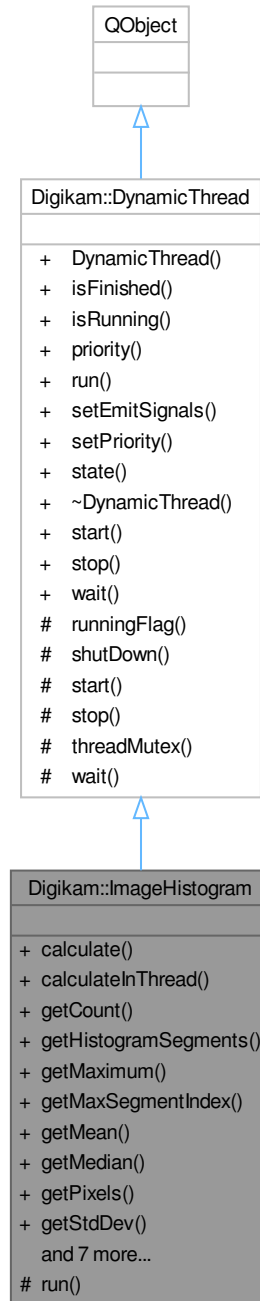 QObject
Digikam::DynamicThread
+ DynamicThread()
+ isFinished()
+ isRunning()
+ priority()
+ run()
+ setEmitSignals()
+ setPriority()
+ state()
+ ~DynamicThread()
+ start()
+ stop()
+ wait()
# runningFlag()
# shutDown()
# start()
# stop()
# threadMutex()
# wait()
Digikam::ImageHistogram
+ calculate()
+ calculateInThread()
+ getCount()
+ getHistogramSegments()
+ getMaximum()
+ getMaxSegmentIndex()
+ getMean()
+ getMedian()
+ getPixels()
+ getStdDev()
and 7 more...
# run()